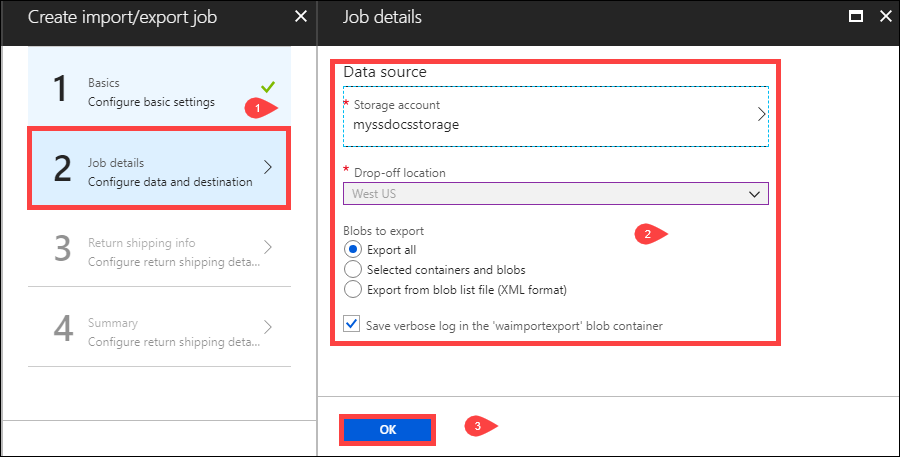 Create import/export job
1
Basics
Configure basic settings
1
2
Job details
Configure data and destination
3
Return shipping info
Configure return shipping deta...
4
Summary
Configure return shipping deta...
Job details
Data source
* Storage account
myssdocsstorage
* Drop-off location
West US
Blobs to export
Export all
Selected containers and blobs
Export from blob list file (XML format)
2
Save verbose log in the 'waimportexport' blob container
OK
3